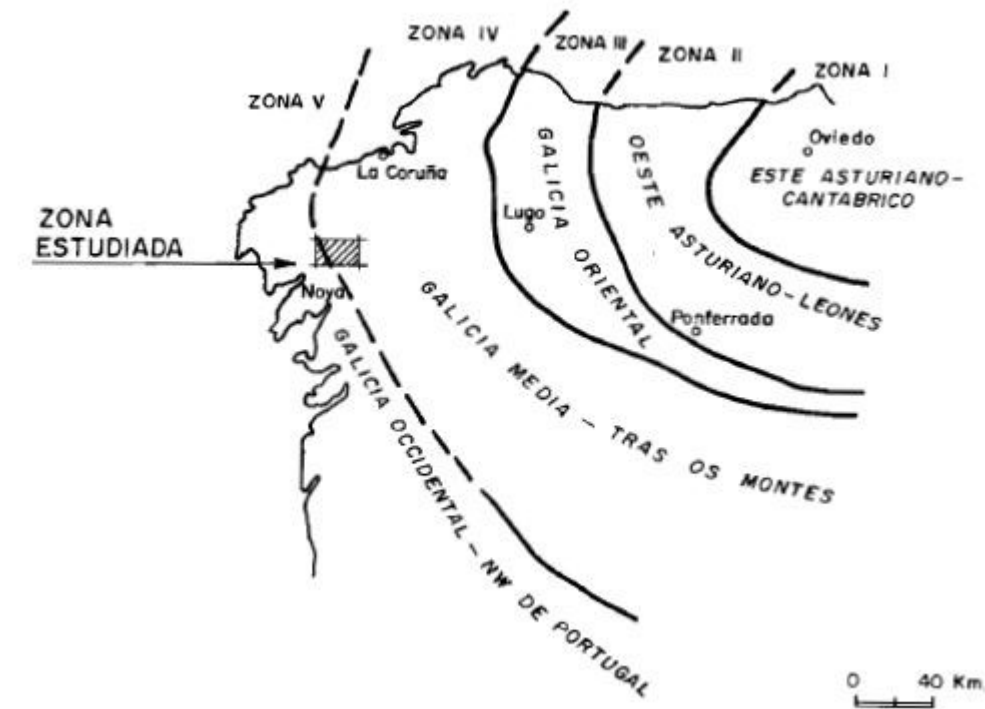 ZONA IV
ZONA III
ZONA II
ZONA I
ZONA V
Oviedo
ESTE ASTURIANO-
CANTABRICO
La Coruña
Lugo
GALICIA ORIENTAL
OESTE ASTURIANO-LEONES
ZONA
ESTUDIADA
Noya
Ponferrada
GALICIA MEDIA - TRAS OS MONTES
GALICIA OCCIDENTAL - NW DE PORTUGAL
0 40 Km.